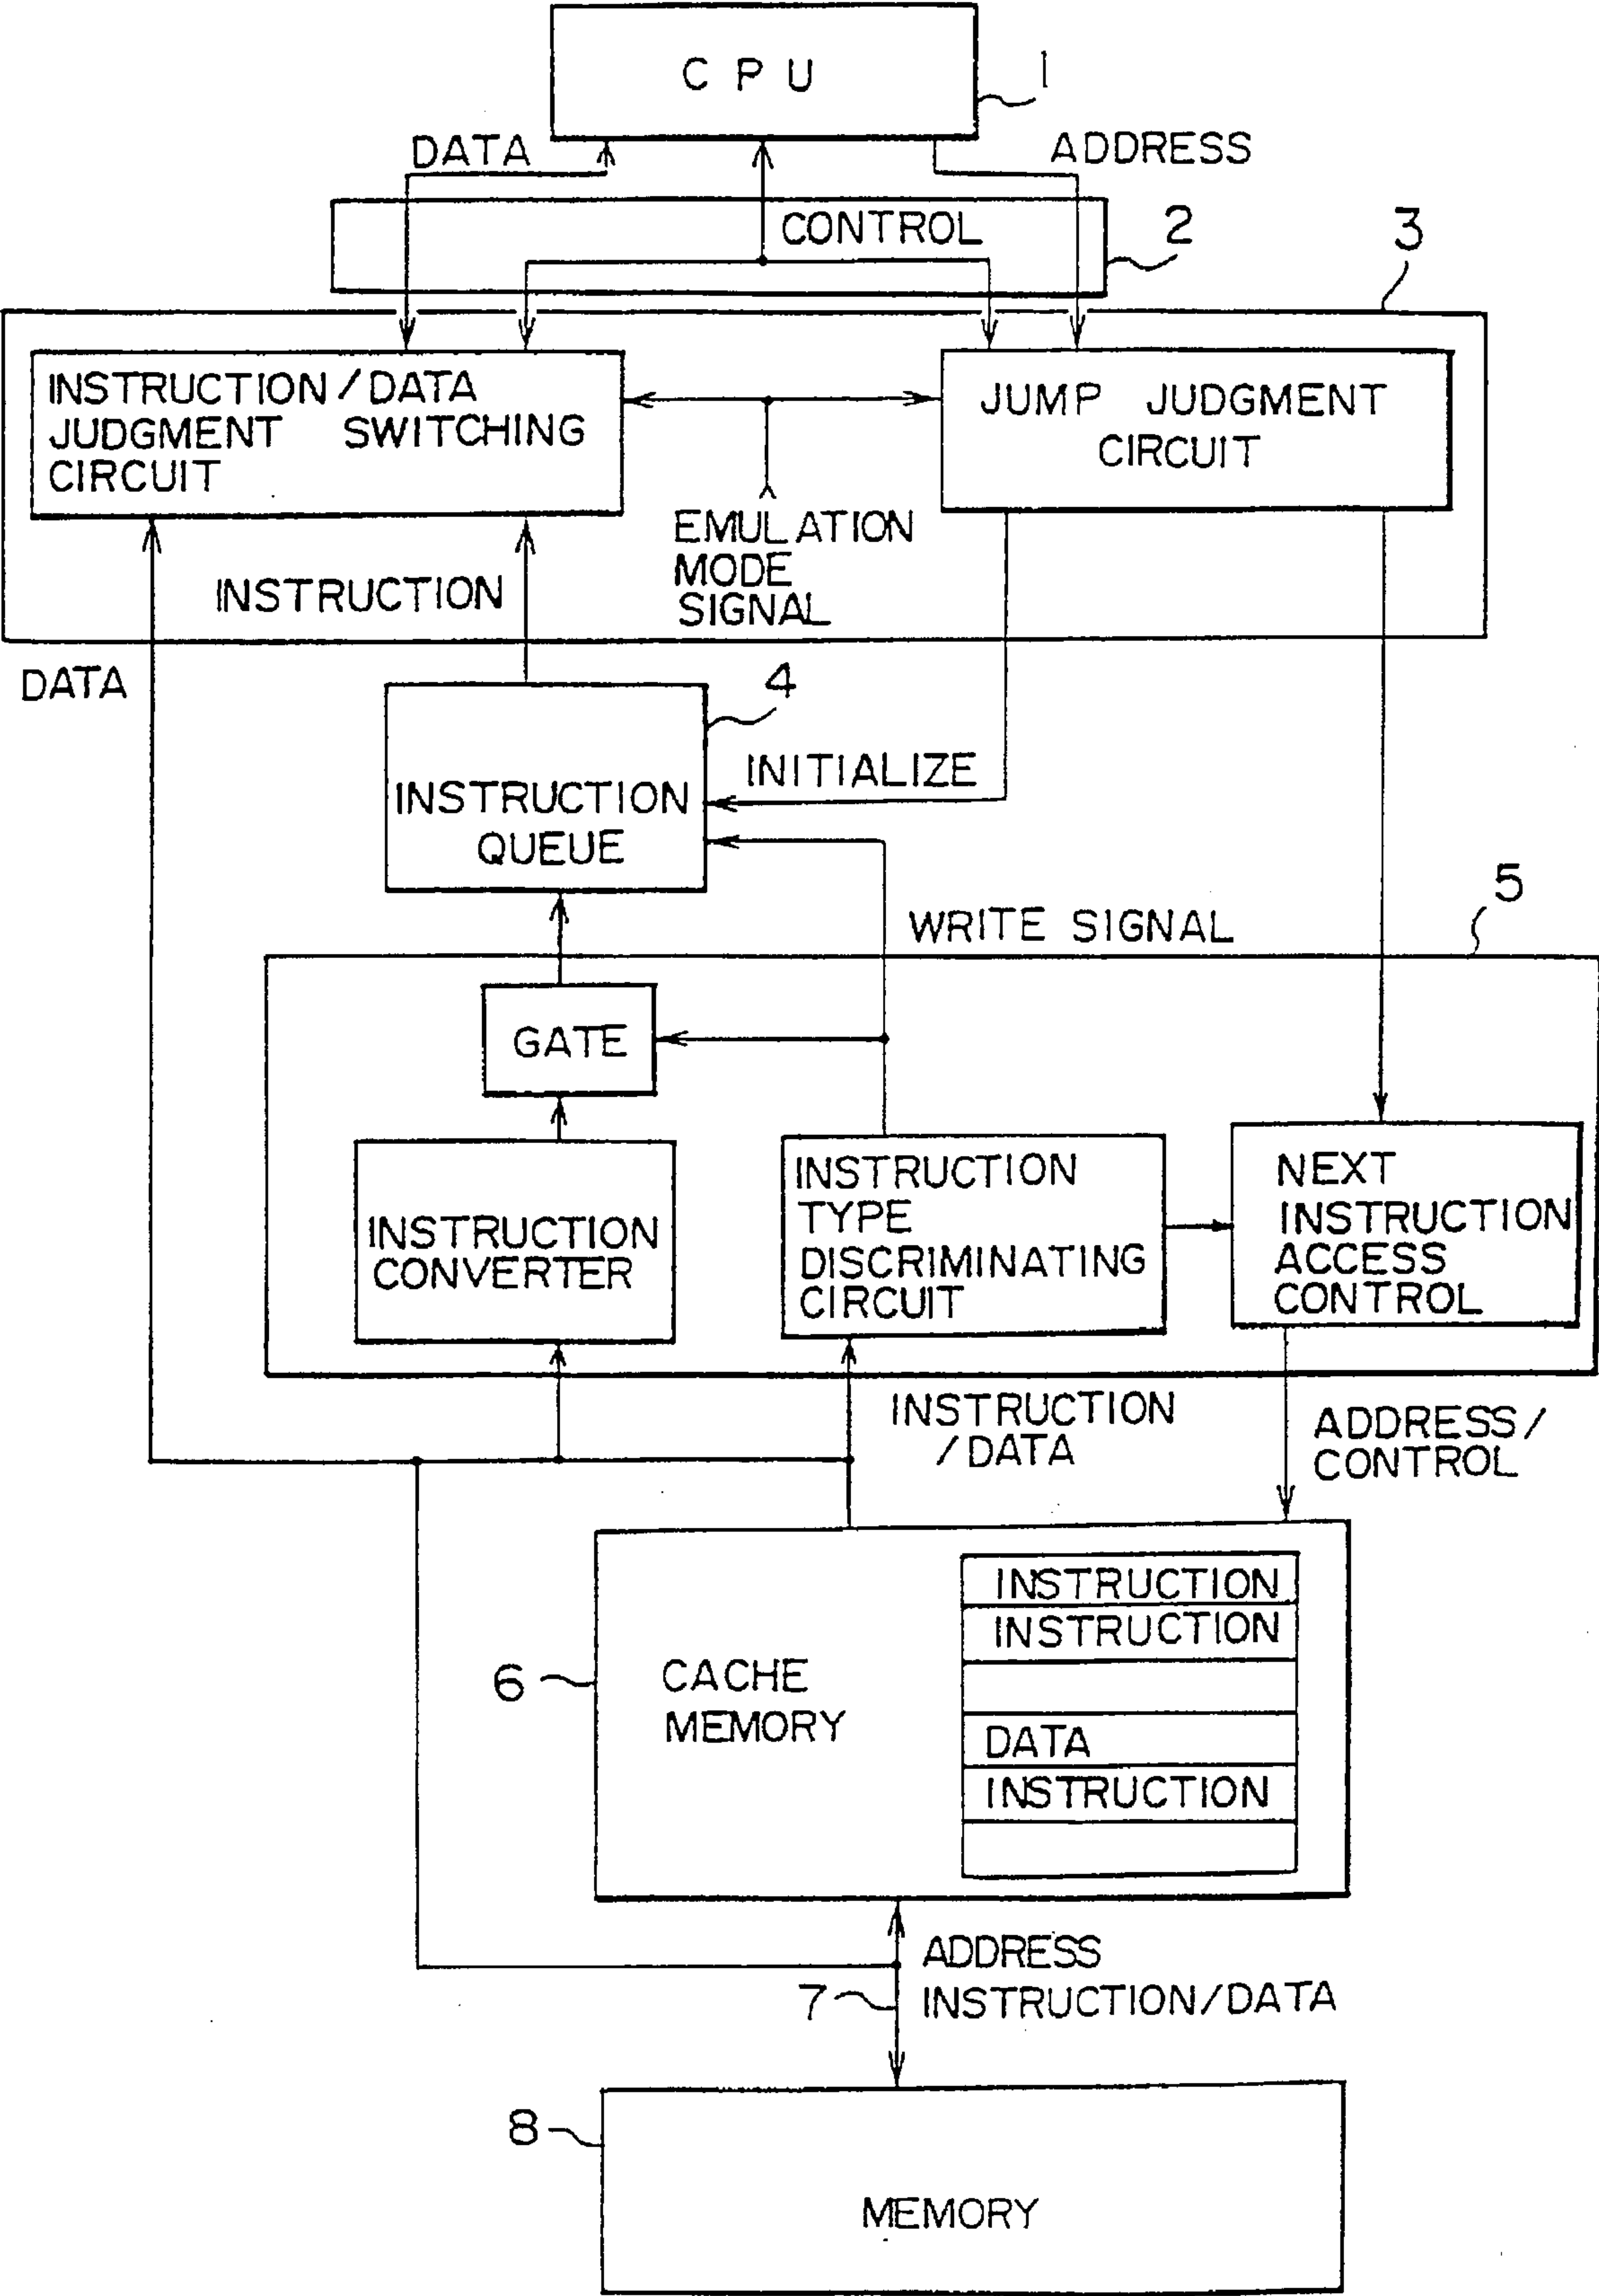 CPU
1
DATA
ADDRESS
CONTROL
2
3
INSTRUCTION/DATA
JUDGMENT SWITCHING
CIRCUIT
JUMP JUDGMENT
CIRCUIT
EMULATION
MODE
SIGNAL
INSTRUCTION
DATA
4
INSTRUCTION
QUEUE
INITIALIZE
WRITE SIGNAL
5
GATE
INSTRUCTION
CONVERTER
INSTRUCTION
TYPE
DISCRIMINATING
CIRCUIT
NEXT
INSTRUCTION
ACCESS
CONTROL
INSTRUCTION
/DATA
ADDRESS/
CONTROL
6
CACHE
MEMORY
INSTRUCTION
INSTRUCTION
DATA
INSTRUCTION
ADDRESS
7
INSTRUCTION/DATA
8
MEMORY